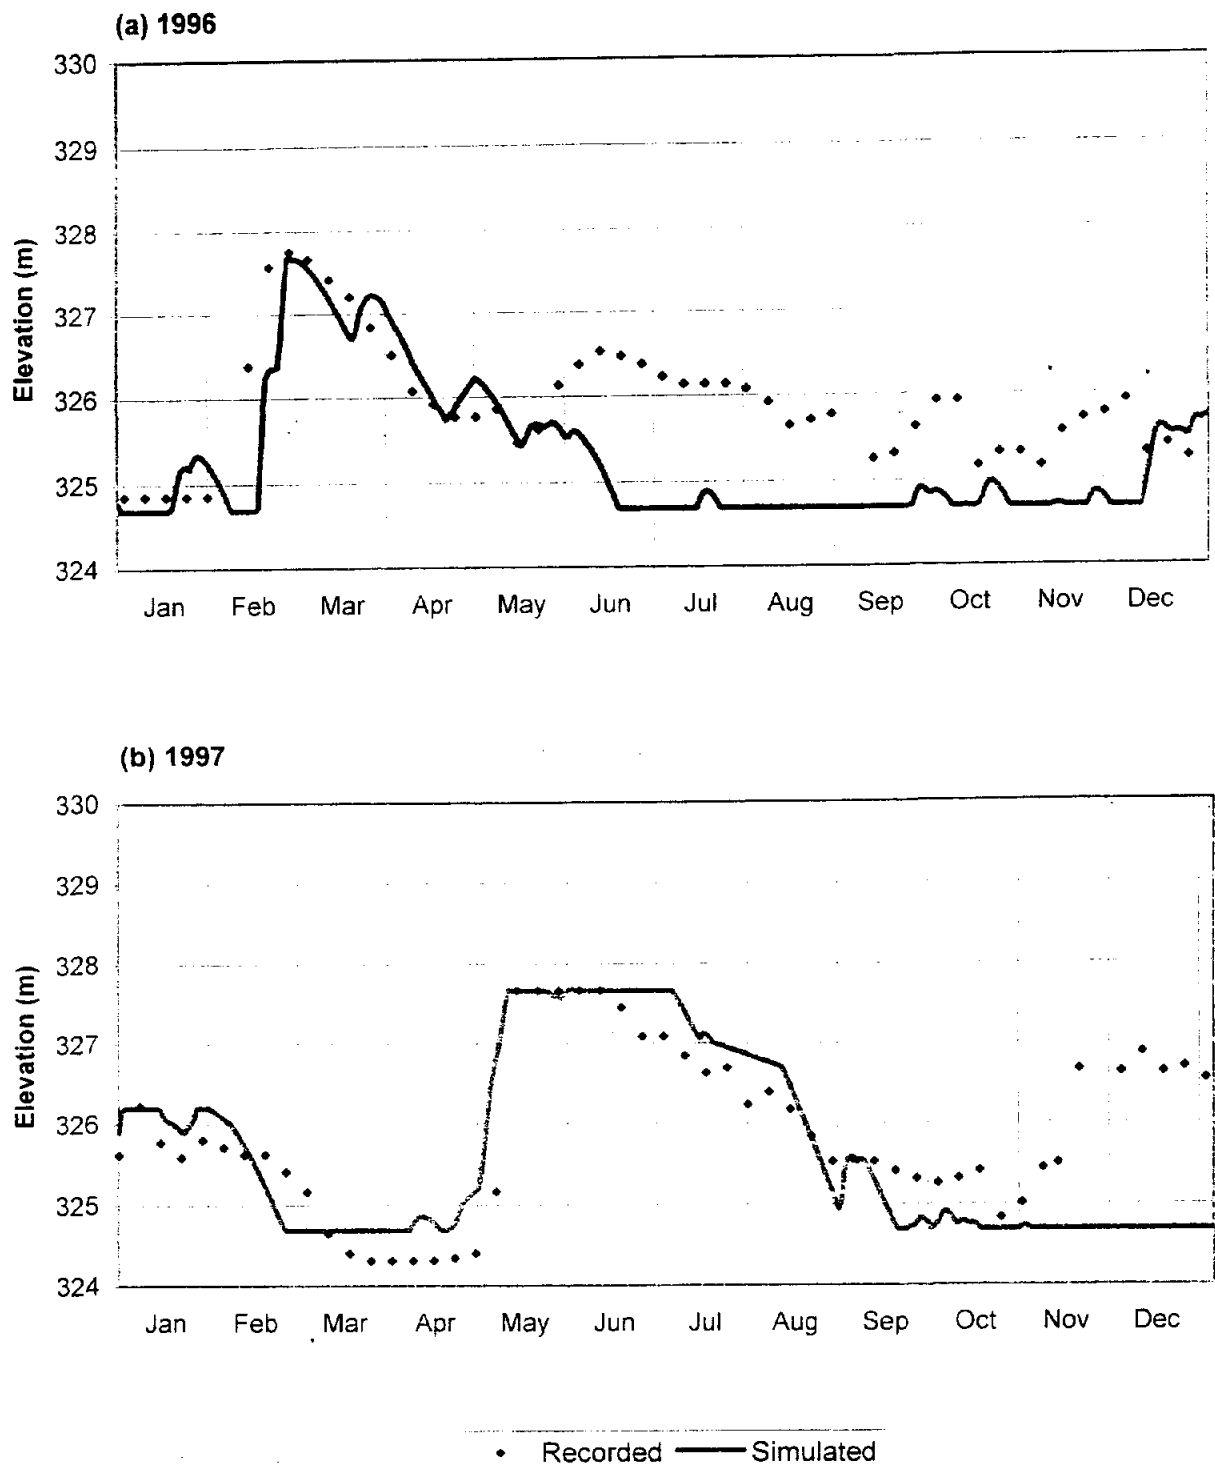 (a) 1996
330
329
328
327
326
325
324
Elevation (m)
Jan Feb Mar Apr May Jun Jul Aug Sep Oct Nov Dec
(b) 1997
330
329
328
327
326
325
324
Elevation (m)
Jan Feb Mar Apr May Jun Jul Aug Sep Oct Nov Dec
Recorded Simulated